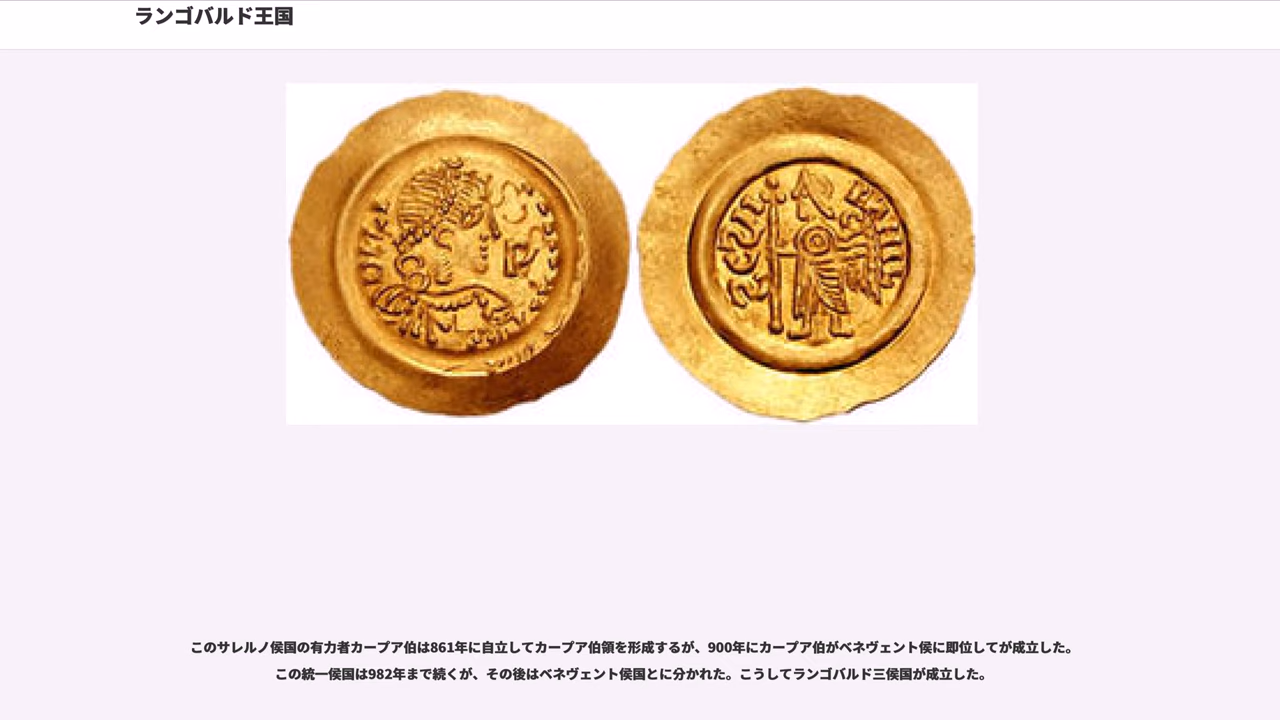 ランゴバルド王国
このサレルノ侯国の有力者カープア伯は861年に自立してカープア伯領を形成するが、900年にカープア伯がベネヴェント侯に即位してが成立した。
この統一侯国は982年まで続くが、その後はベネヴェント侯国とに分かれた。こうしてランゴバルド三侯国が成立した。